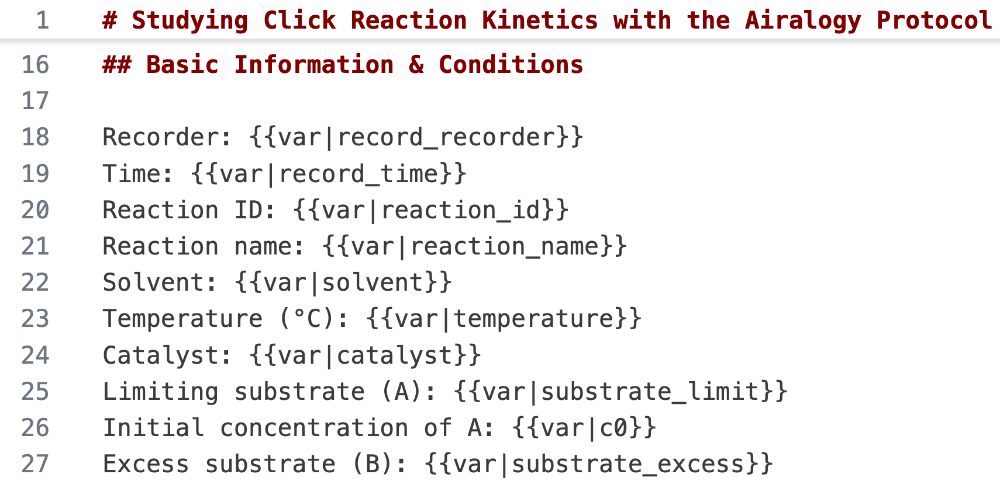 1 # Studying Click Reaction Kinetics with the Airalogy Protocol
16 ## Basic Information & Conditions
17
18 Recorder: {{var|record_recorder}}
19 Time: {{var|record_time}}
20 Reaction ID: {{var|reaction_id}}
21 Reaction name: {{var|reaction_name}}
22 Solvent: {{var|solvent}}
23 Temperature (°C): {{var|temperature}}
24 Catalyst: {{var|catalyst}}
25 Limiting substrate (A): {{var|substrate_limit}}
26 Initial concentration of A: {{var|c0}}
27 Excess substrate (B): {{var|substrate_excess}}